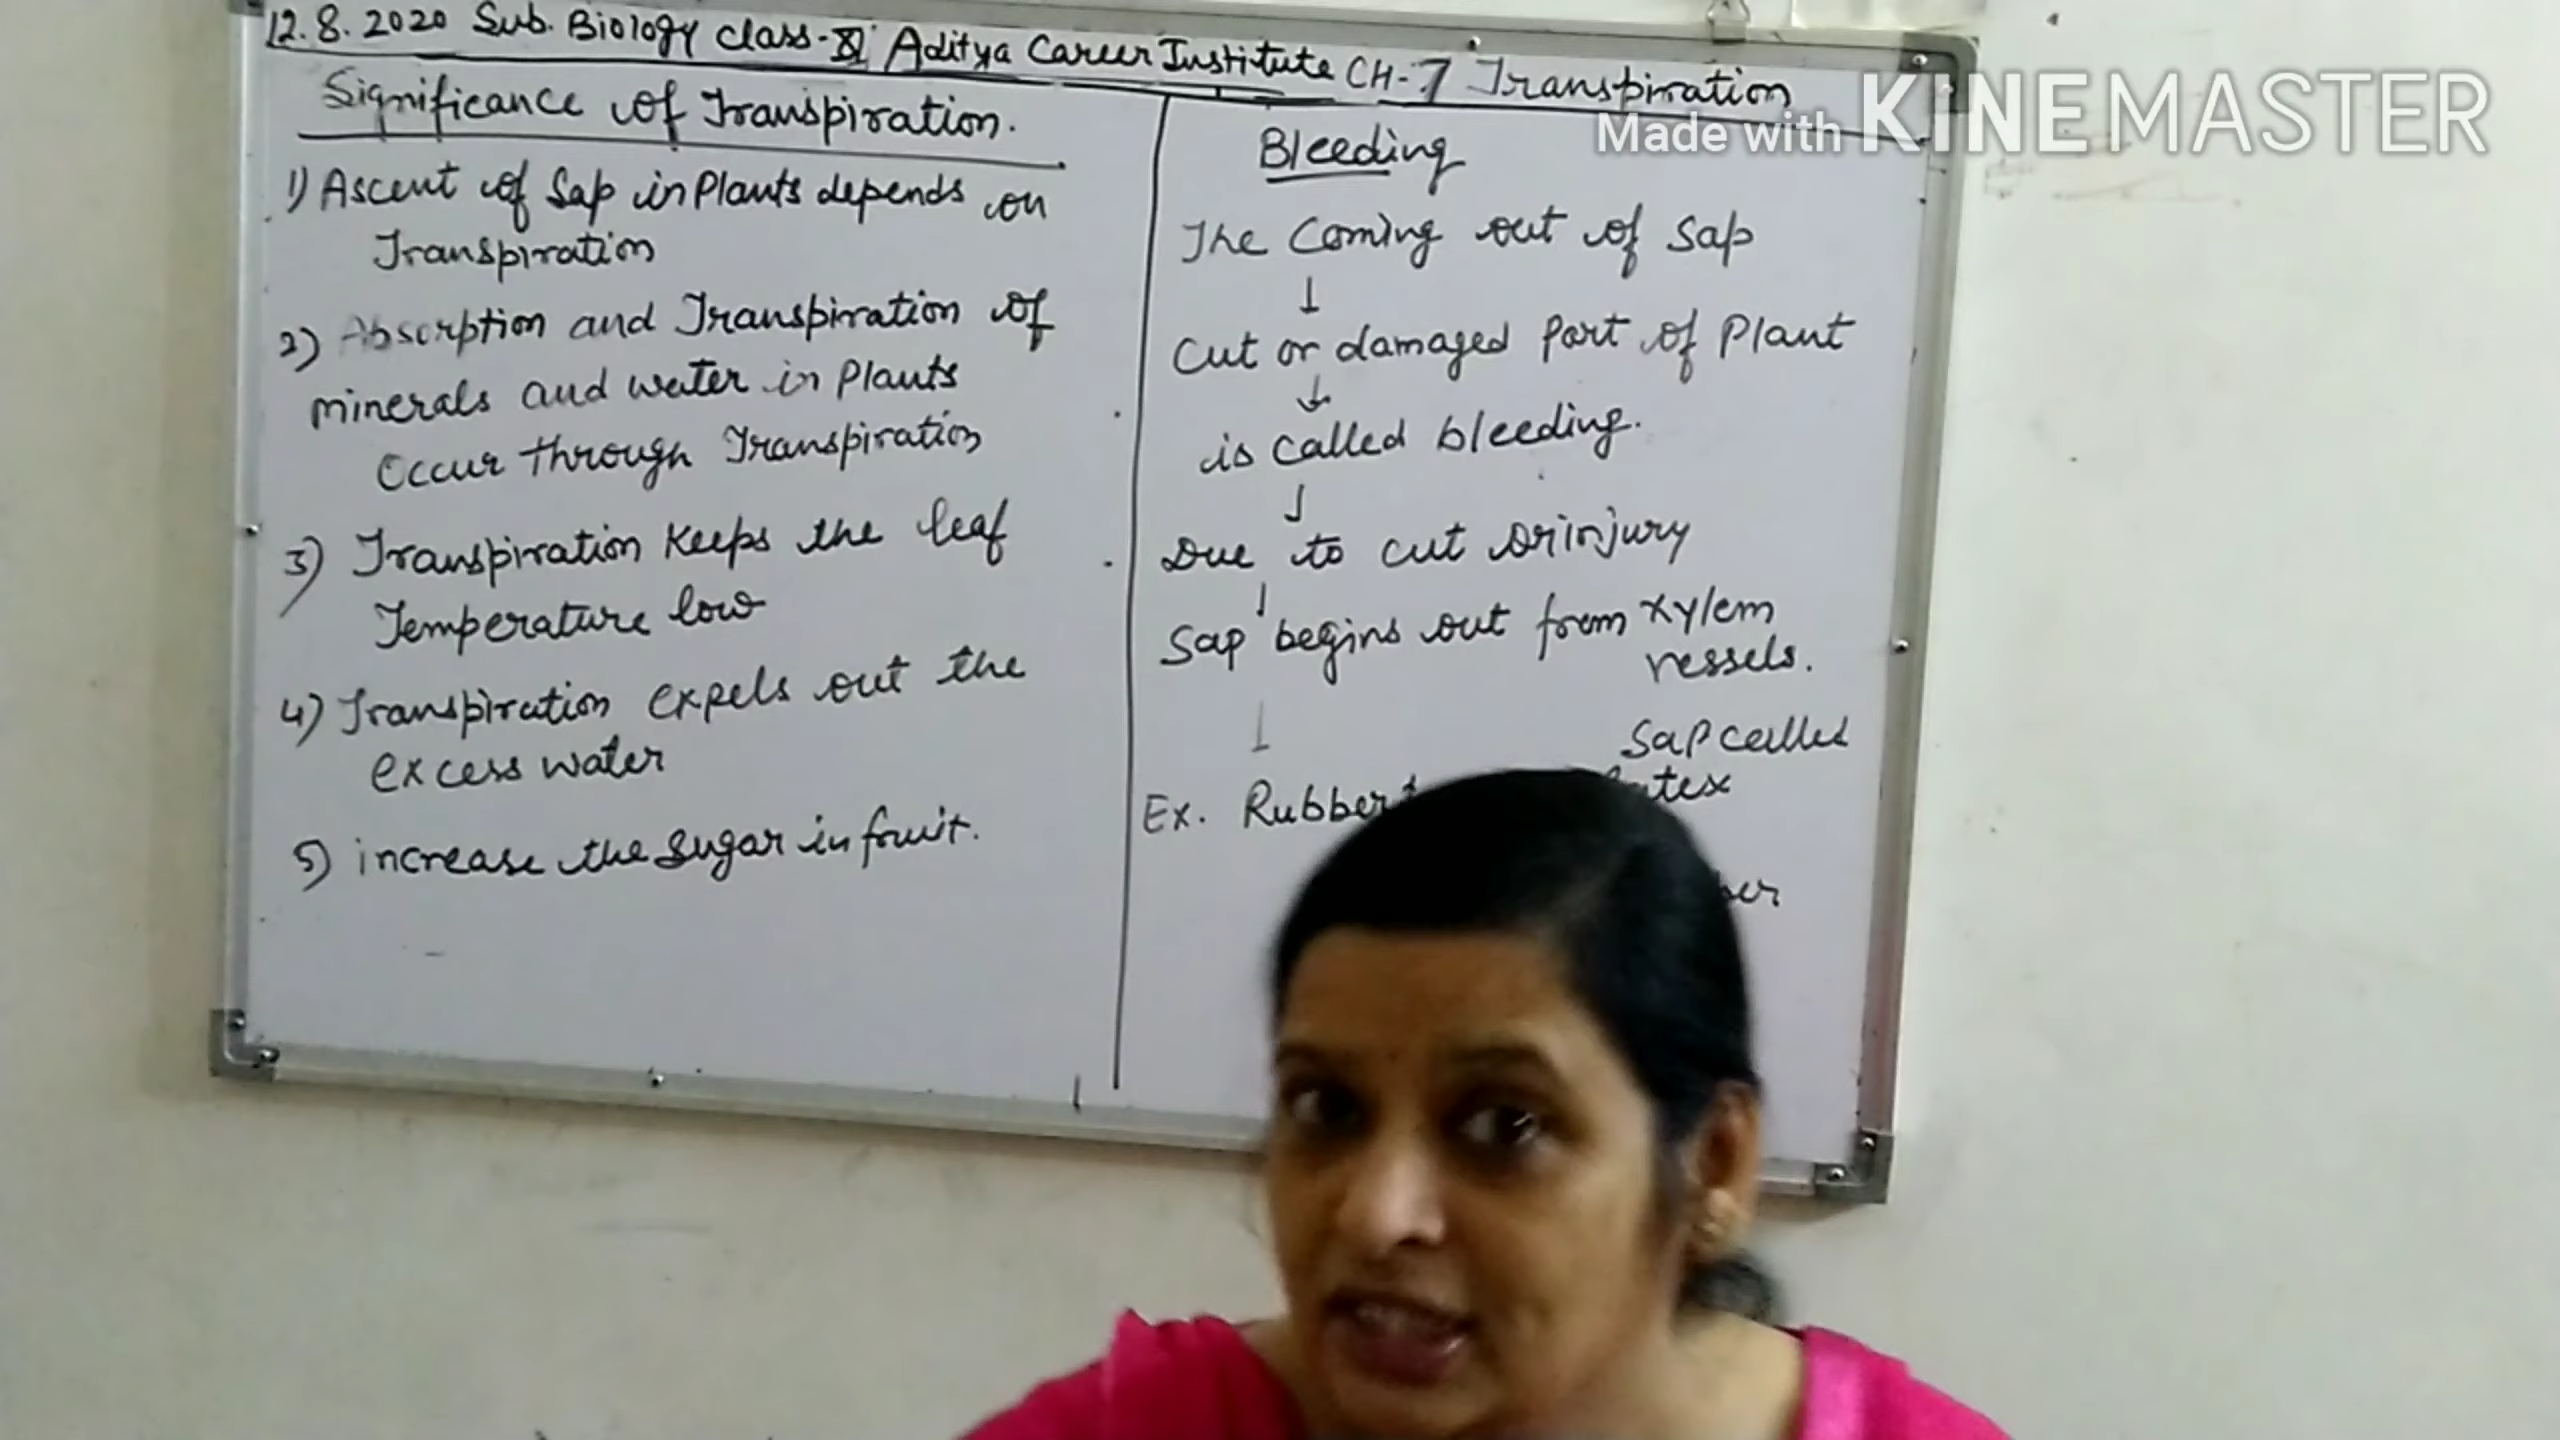 12.8.2020 Sub. Biology Class-XI Aditya Career Institute CH-7 Transpiration
Made with KINEMASTER
Significance of Transpiration.
1) Ascent of Sap in Plants depends on
Transpiration
2) Absorption and Transpiration of
minerals and water in Plants
Occur through Transpiration
3) Transpiration Keeps the leaf
Temperature low
4) Transpiration expels out the
excess water
5) increase the sugar in fruit.
Bleeding
The Coming out of Sap
↓
Cut or damaged Part of Plant
↓
is called bleeding.
↓
Due to cut or injury
↓
Sap begins out from xylem
vessels.
↓
Sap called
Ex. Rubber